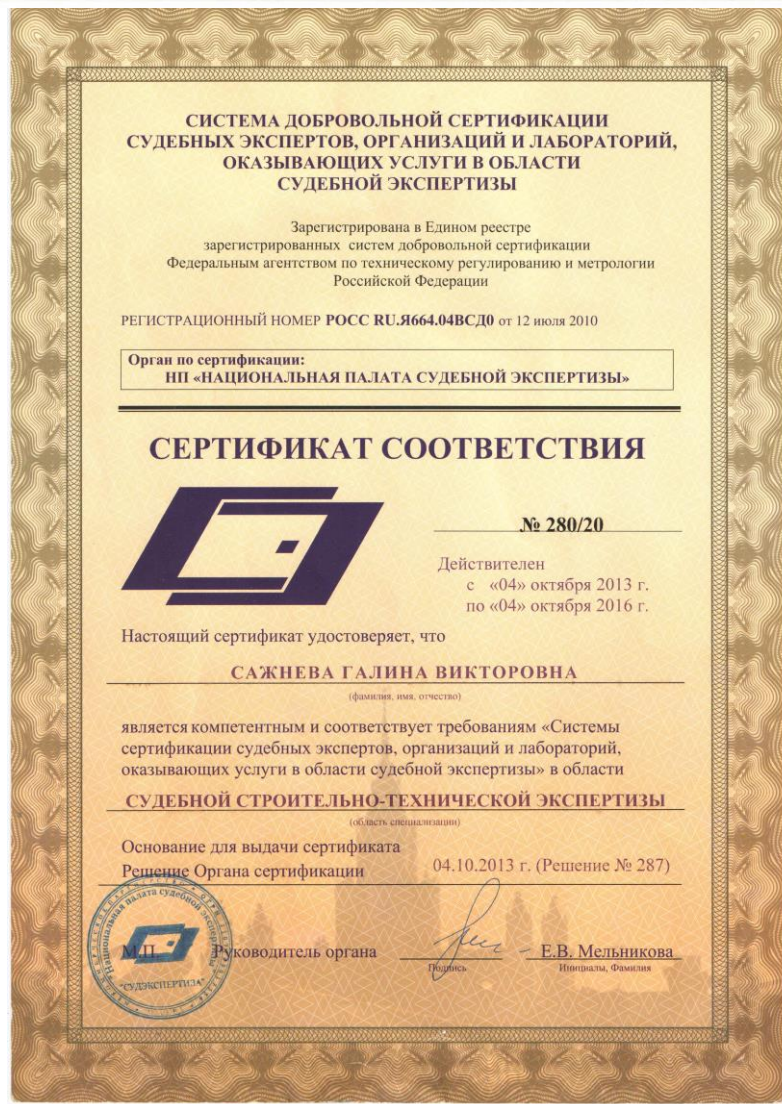 СИСТЕМА ДОБРОВОЛЬНОЙ СЕРТИФИКАЦИИ
СУДЕБНЫХ ЭКСПЕРТОВ, ОРГАНИЗАЦИЙ И ЛАБОРАТОРИЙ,
ОКАЗЫВАЮЩИХ УСЛУГИ В ОБЛАСТИ
СУДЕБНОЙ ЭКСПЕРТИЗЫ
Зарегистрирована в Едином реестре
зарегистрированных систем добровольной сертификации
Федеральным агентством по техническому регулированию и метрологии
Российской Федерации
РЕГИСТРАЦИОННЫЙ НОМЕР РОСС RU.Я664.04ВСД0 от 12 июля 2010
Орган по сертификации:
НП «НАЦИОНАЛЬНАЯ ПАЛАТА СУДЕБНОЙ ЭКСПЕРТИЗЫ»
СЕРТИФИКАТ СООТВЕТСТВИЯ
№ 280/20
Действителен
с «04» октября 2013 г.
по «04» октября 2016 г.
Настоящий сертификат удостоверяет, что
САЖНЕВА ГАЛИНА ВИКТОРОВНА
(фамилия, имя, отчество)
является компетентным и соответствует требованиям «Системы
сертификации судебных экспертов, организаций и лабораторий,
оказывающих услуги в области судебной экспертизы» в области
СУДЕБНОЙ СТРОИТЕЛЬНО-ТЕХНИЧЕСКОЙ ЭКСПЕРТИЗЫ
(область специализации)
Основание для выдачи сертификата
Решение Органа сертификации 04.10.2013 г. (Решение № 287)
М.П. Руководитель органа Е.В. Мельникова
Подпись Инициалы, Фамилия
"Национальная палата судебной экспертизы
"СУДЭКСПЕРТИЗА"